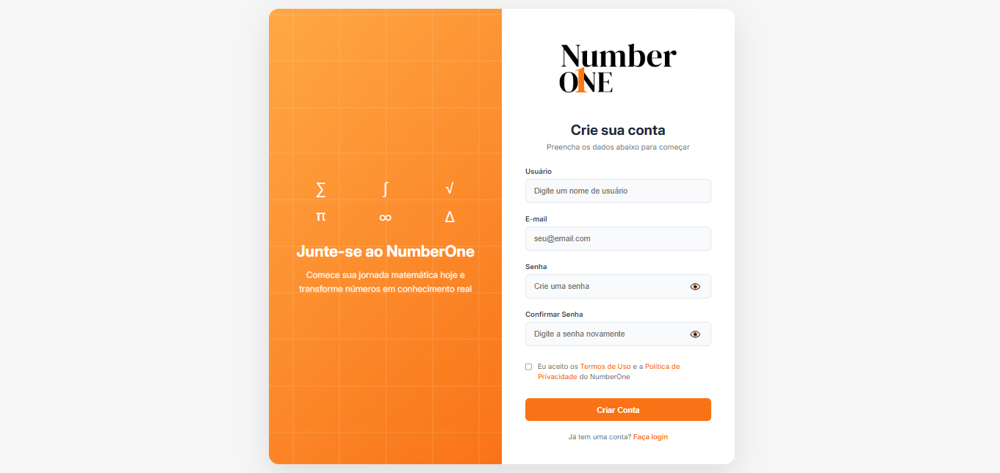 ∑ ∫ √
π ∞ Δ
Junte-se ao NumberOne
Comece sua jornada matemática hoje e
transforme números em conhecimento real
Number
ONE
Crie sua conta
Preencha os dados abaixo para começar
Usuário
Digite um nome de usuário
E-mail
seu@email.com
Senha
Crie uma senha
Confirmar Senha
Digite a senha novamente
Eu aceito os Termos de Uso e a Política de
Privacidade do NumberOne
Criar Conta
Já tem uma conta? Faça login